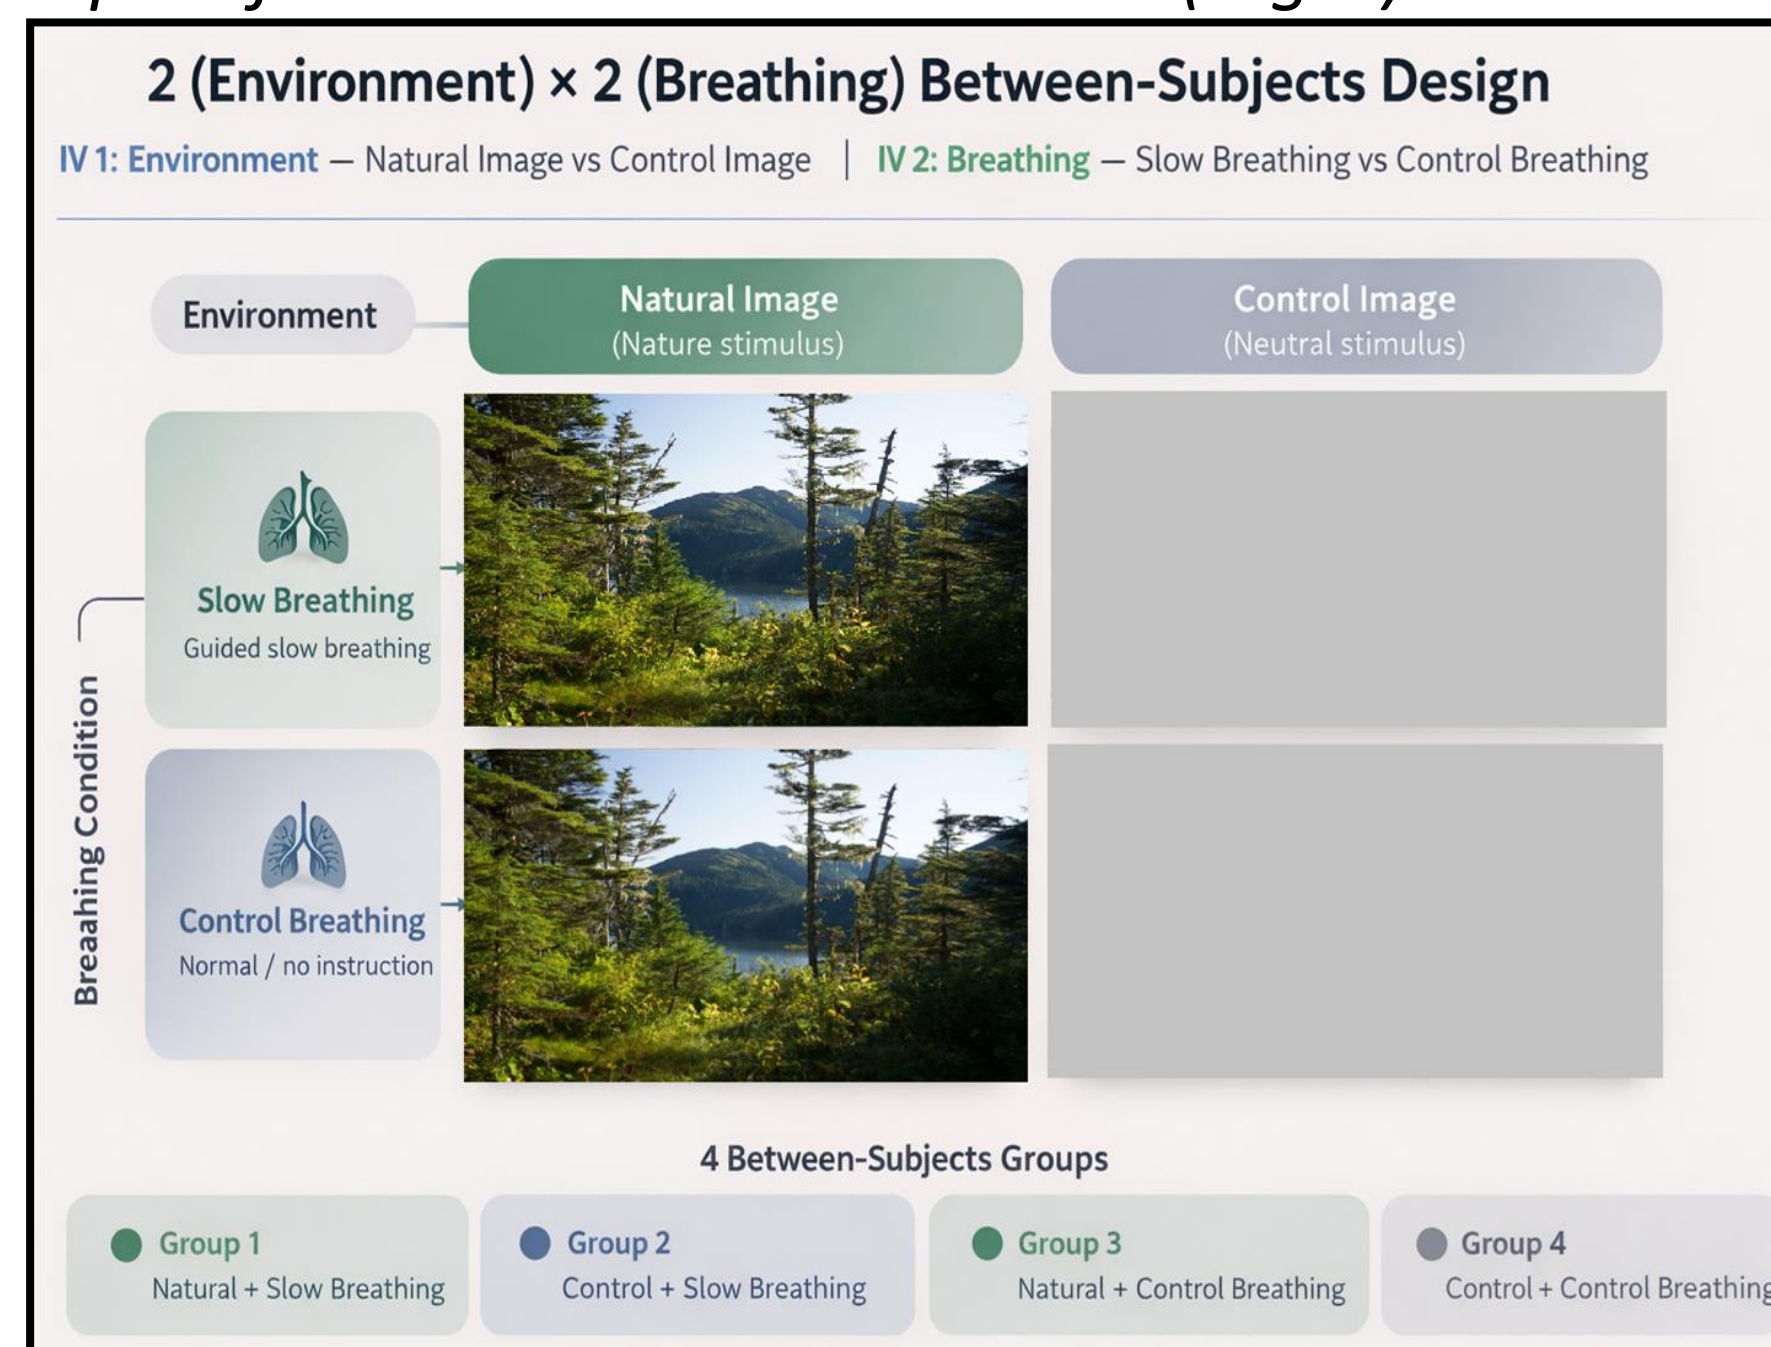 2 (Environment) × 2 (Breathing) Between-Subjects Design
IV 1: Environment — Natural Image vs Control Image | IV 2: Breathing — Slow Breathing vs Control Breathing
Environment
Natural Image
(Nature stimulus)
Control Image
(Neutral stimulus)
Breaahing Condition
Slow Breathing
Guided slow breathing
Control Breathing
Normal / no instruction
4 Between-Subjects Groups
Group 1
Natural + Slow Breathing
Group 2
Control + Slow Breathing
Group 3
Natural + Control Breathing
Group 4
Control + Control Breathing